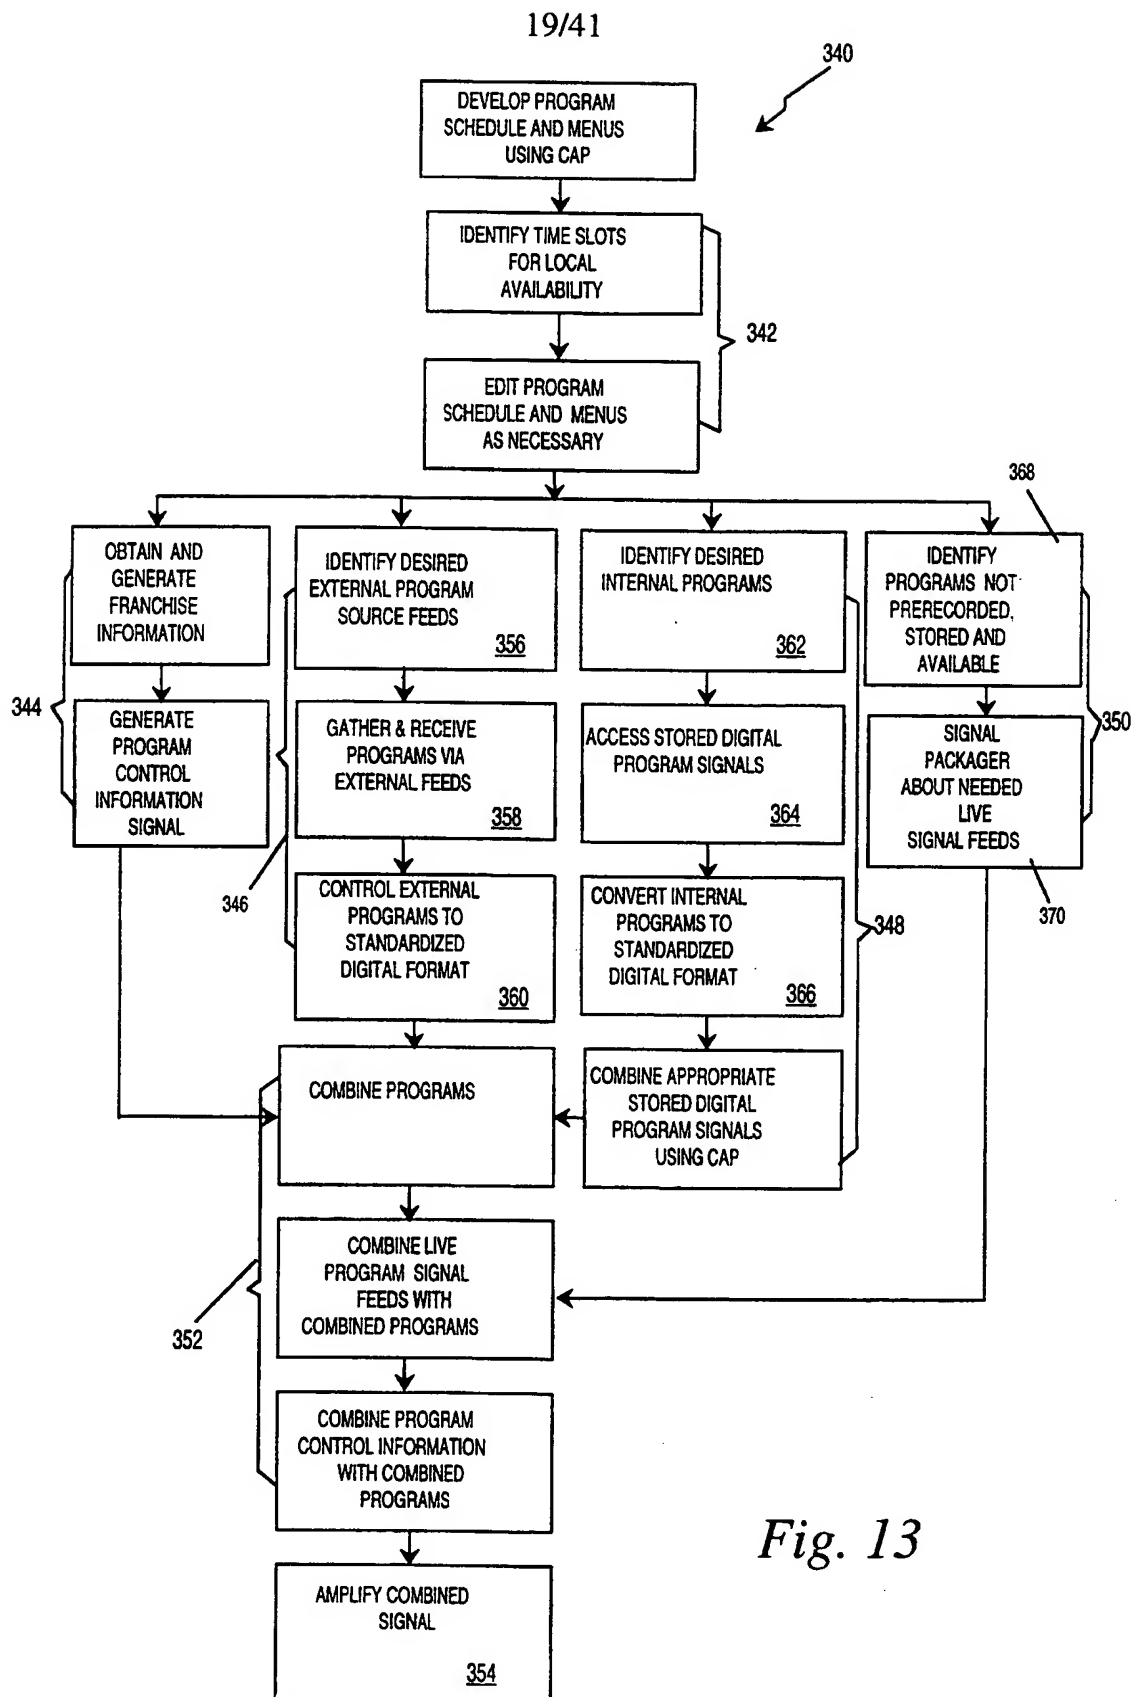 19/41
340
DEVELOP PROGRAM
SCHEDULE AND MENUS
USING CAP
IDENTIFY TIME SLOTS
FOR LOCAL
AVAILABILITY
342
EDIT PROGRAM
SCHEDULE AND MENUS
AS NECESSARY
368
OBTAIN AND
GENERATE
FRANCHISE
INFORMATION
IDENTIFY DESIRED
EXTERNAL PROGRAM
SOURCE FEEDS
356
IDENTIFY DESIRED
INTERNAL PROGRAMS
362
IDENTIFY
PROGRAMS NOT
PRERECORDED,
STORED AND
AVAILABLE
344
350
GENERATE
PROGRAM
CONTROL
INFORMATION
SIGNAL
GATHER & RECEIVE
PROGRAMS VIA
EXTERNAL FEEDS
358
ACCESS STORED DIGITAL
PROGRAM SIGNALS
364
SIGNAL
PACKAGER
ABOUT NEEDED
LIVE
SIGNAL FEEDS
346
370
CONTROL EXTERNAL
PROGRAMS TO
STANDARDIZED
DIGITAL FORMAT
360
CONVERT INTERNAL
PROGRAMS TO
STANDARDIZED
DIGITAL FORMAT
366
348
COMBINE PROGRAMS
COMBINE APPROPRIATE
STORED DIGITAL
PROGRAM SIGNALS
USING CAP
COMBINE LIVE
PROGRAM SIGNAL
FEEDS WITH
COMBINED PROGRAMS
352
COMBINE PROGRAM
CONTROL INFORMATION
WITH COMBINED
PROGRAMS
Fig. 13
AMPLIFY COMBINED
SIGNAL
354